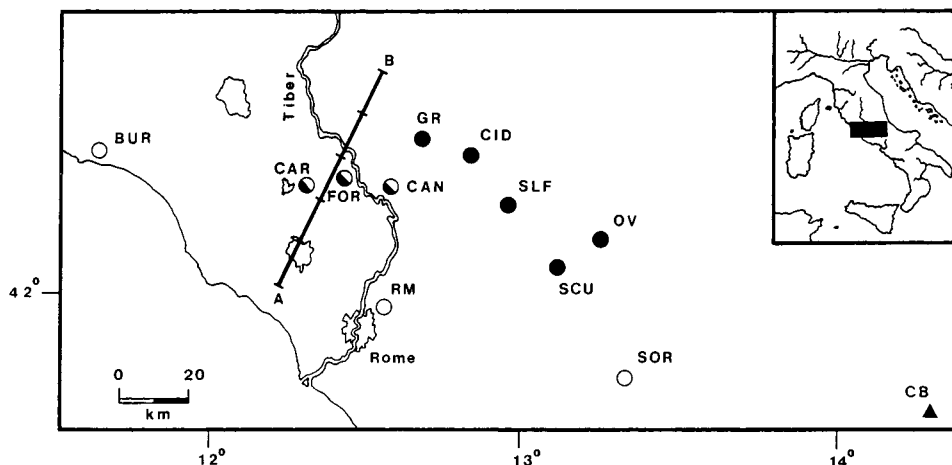 B
Tiber
GR
CID
BUR
CAR
FOR
CAN
SLF
OV
SCU
A
42°
RM
Rome
SOR
CB
0 20
km
12° 13° 14°